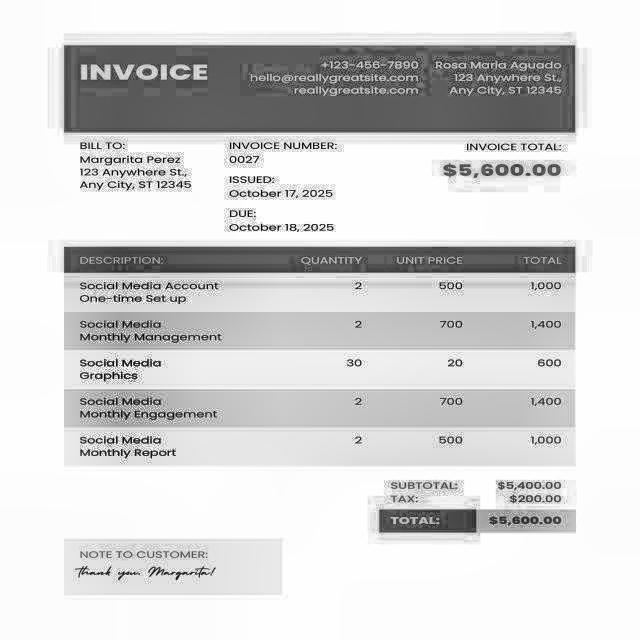 INVOICE
+123-456-7890
hello@reallygreatsite.com
reallygreatsite.com
Rosa Maria Aguado
123 Anywhere St.,
Any City, ST 12345
BILL TO:
Margarita Perez
123 Anywhere St.,
Any City, ST 12345
INVOICE NUMBER:
0027
ISSUED:
October 17, 2025
DUE:
October 18, 2025
INVOICE TOTAL:
$5,600.00
DESCRIPTION: QUANTITY UNIT PRICE TOTAL
Social Media Account 2 500 1,000
One-time Set up
Social Media 2 700 1,400
Monthly Management
Social Media 30 20 600
Graphics
Social Media 2 700 1,400
Monthly Engagement
Social Media 2 500 1,000
Monthly Report
SUBTOTAL: $5,400.00
TAX: $200.00
TOTAL: $5,600.00
NOTE TO CUSTOMER:
Thank you, Margarita!